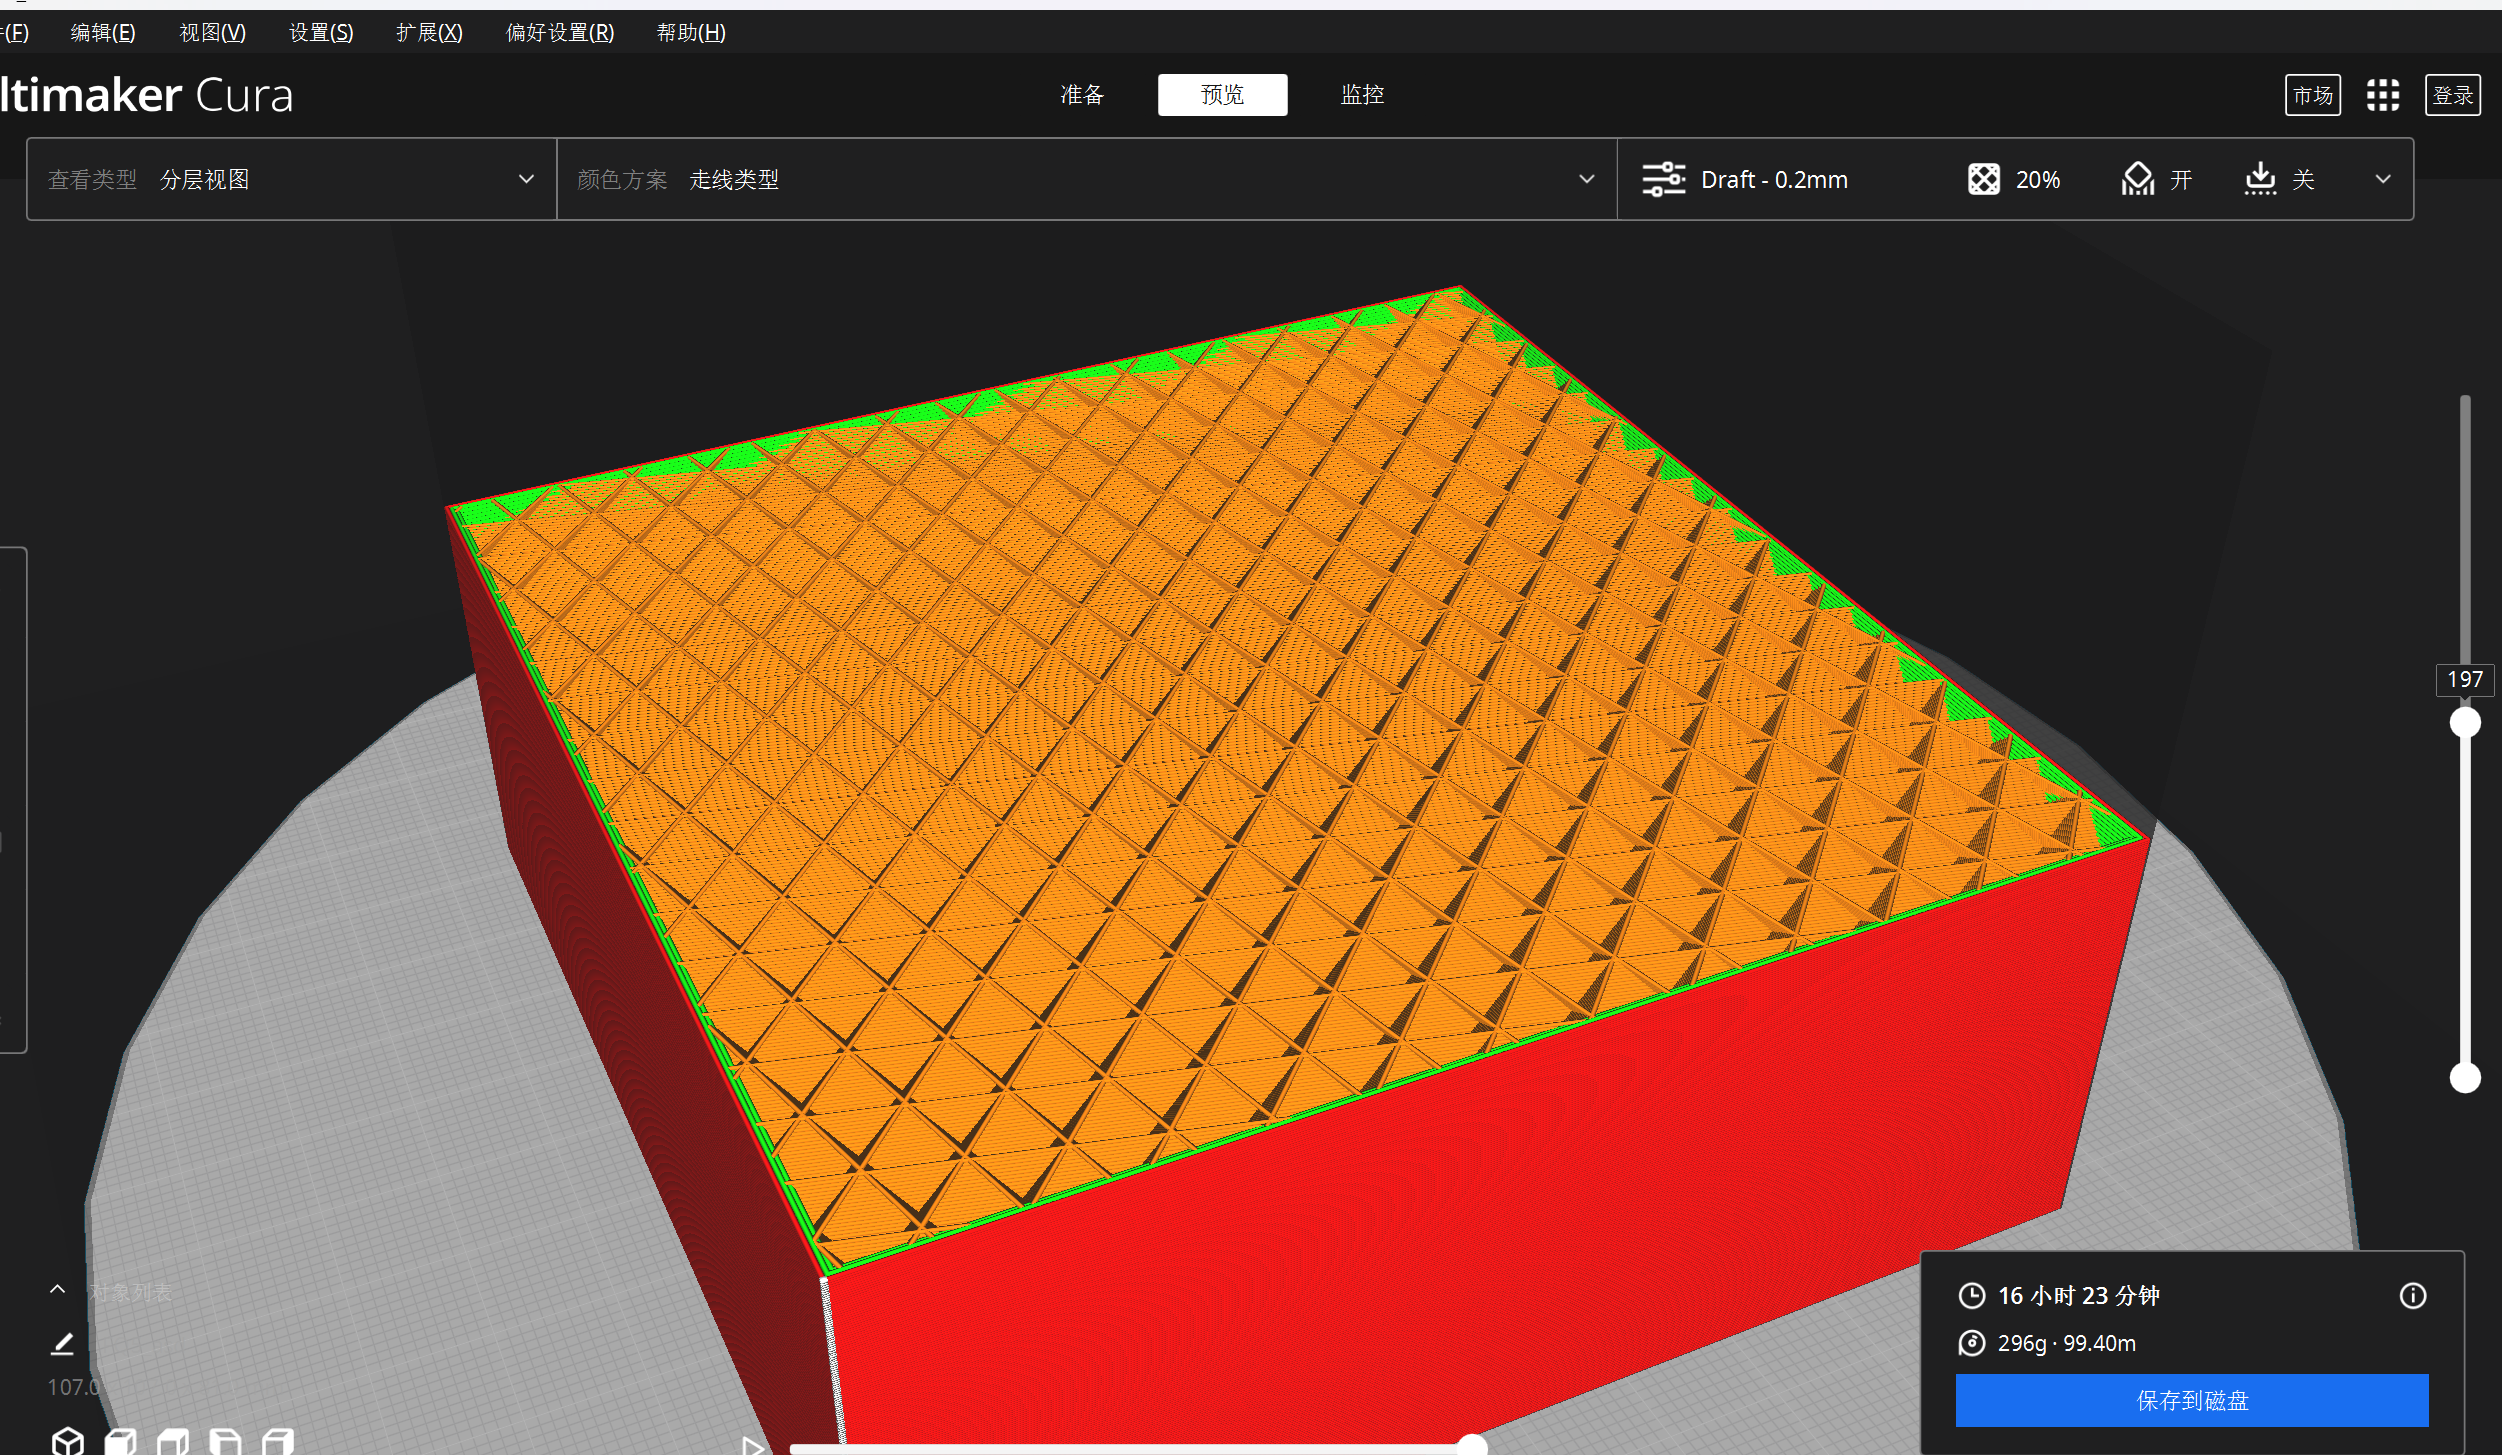 (F) 编辑(E) 视图(V) 设置(S) 扩展(X) 偏好设置(R) 帮助(H)
ltimaker Cura 准备 预览 监控 市场 登录
查看类型 分层视图 颜色方案 走线类型 Draft - 0.2mm 20% 开 关
197
对象列表
16 小时 23 分钟
296g · 99.40m
107.0
保存到磁盘